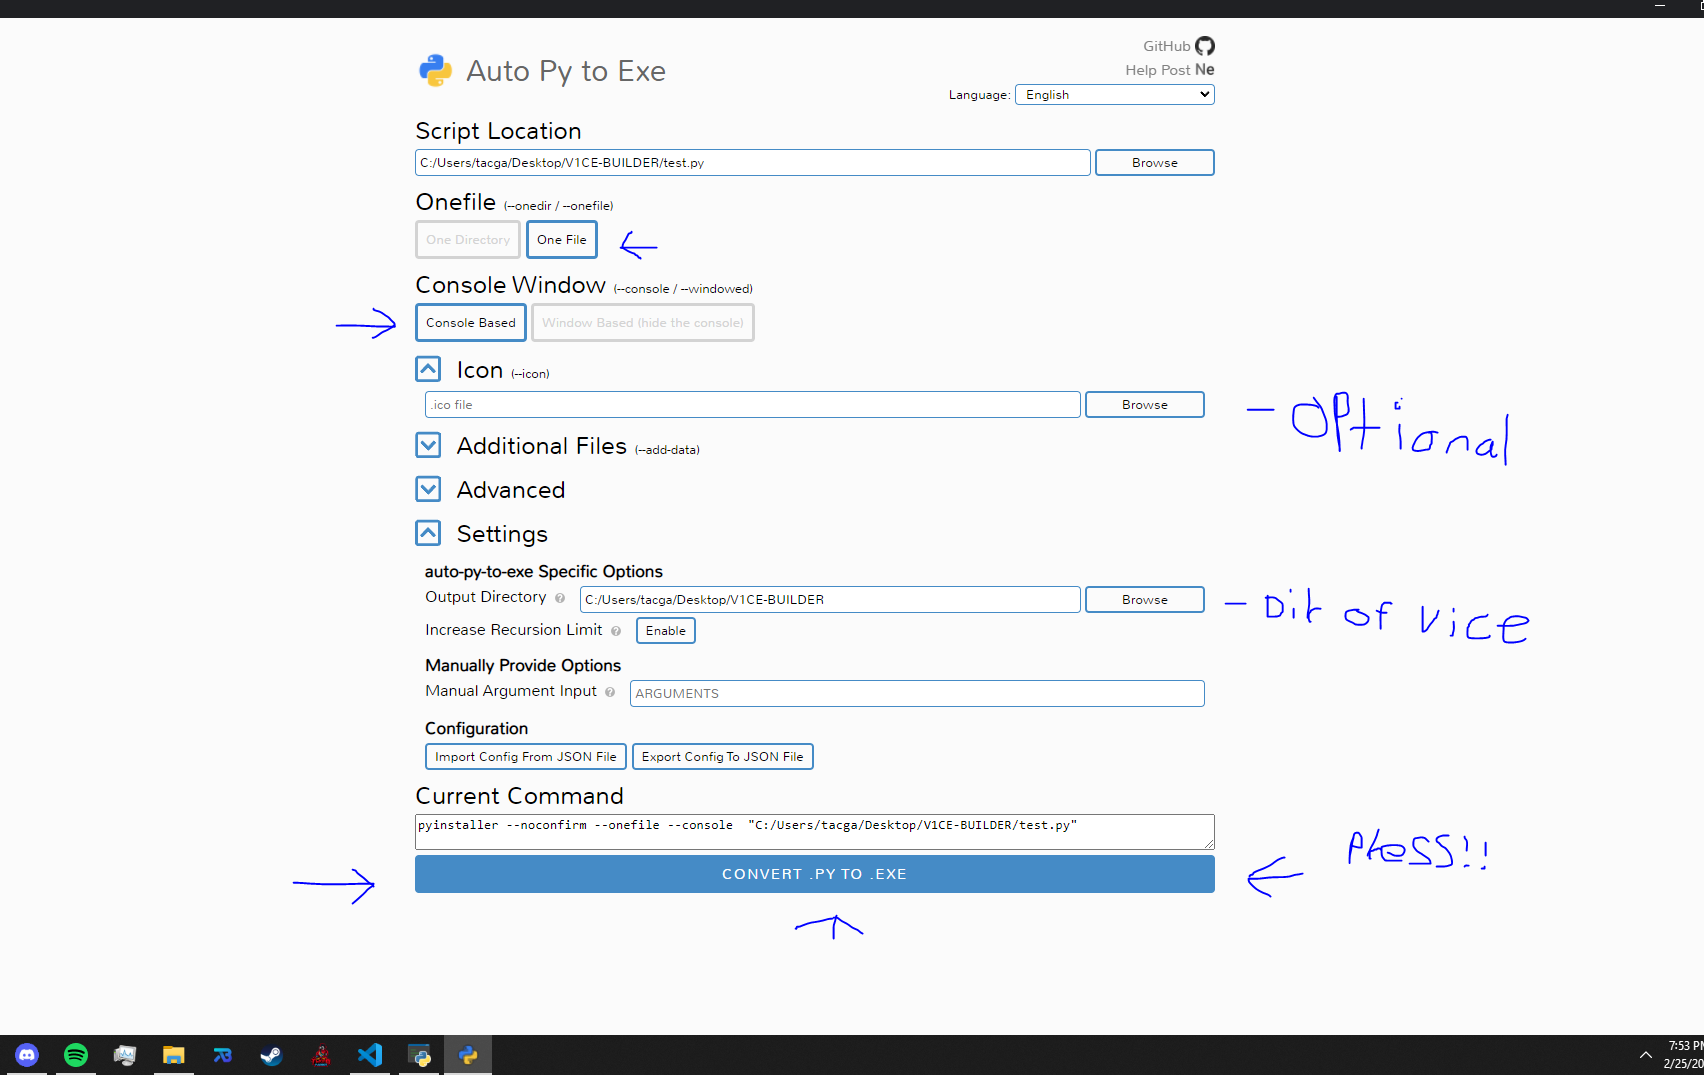 GitHub
Auto Py to Exe
Help Post Ne
Language: English
Script Location
C:/Users/tacga/Desktop/V1CE-BUILDER/test.py Browse
Onefile (--onedir / --onefile)
One Directory One File
Console Window (--console / --windowed)
Console Based Window Based (hide the console)
Icon (--icon)
.ico file Browse
- OPtional
Additional Files (--add-data)
Advanced
Settings
auto-py-to-exe Specific Options
Output Directory ? C:/Users/tacga/Desktop/V1CE-BUILDER Browse - Dir of Vice
Increase Recursion Limit ? Enable
Manually Provide Options
Manual Argument Input ? ARGUMENTS
Configuration
Import Config From JSON File Export Config To JSON File
Current Command
pyinstaller --noconfirm --onefile --console "C:/Users/tacga/Desktop/V1CE-BUILDER/test.py"
Press!!
CONVERT .PY TO .EXE
7:53 PM
2/25/20